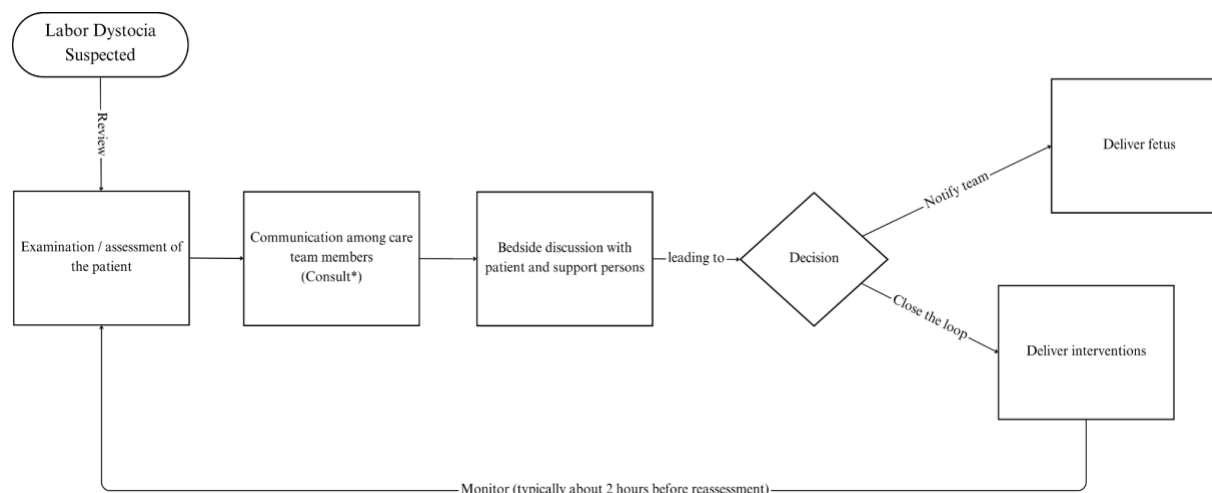 Labor Dystocia
Suspected
Review
Examination / assessment of
the patient
Communication among care
team members
(Consult*)
Bedside discussion with
patient and support persons
leading to
Decision
Notify team
Deliver fetus
Close the loop
Deliver interventions
Monitor (typically about 2 hours before reassessment)